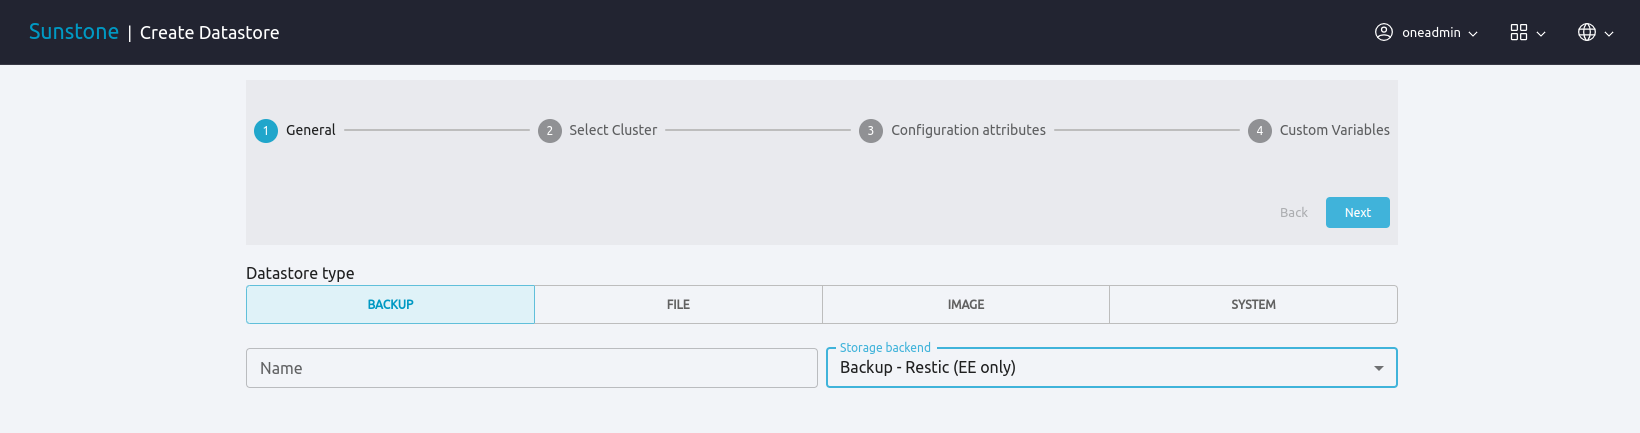 Sunstone | Create Datastore
oneadmin
1 General
2 Select Cluster
3 Configuration attributes
4 Custom Variables
Back
Next
Datastore type
BACKUP
FILE
IMAGE
SYSTEM
Name
Storage backend
Backup - Restic (EE only)